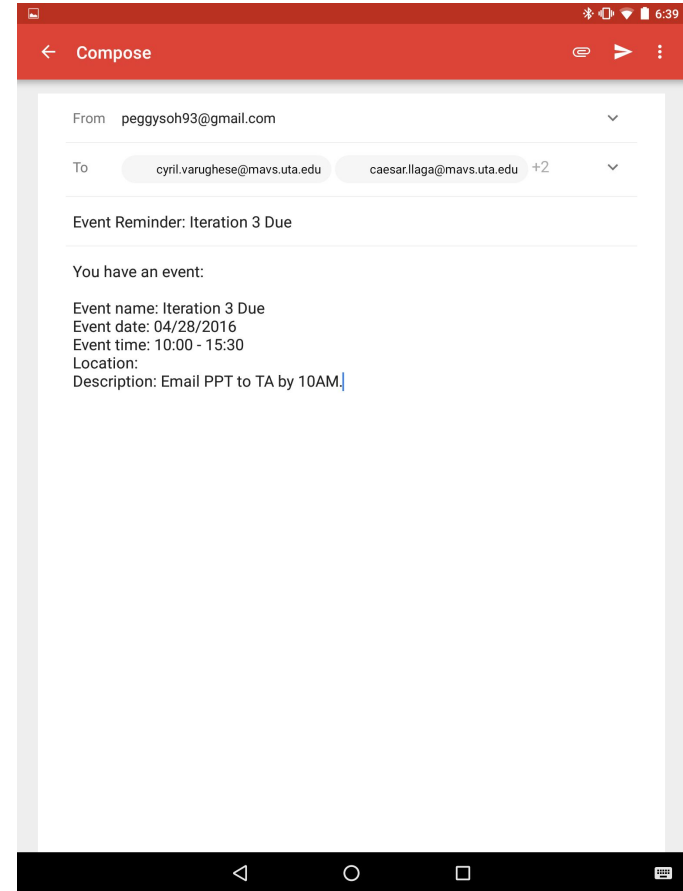 6:39
Compose
From peggysoh93@gmail.com
To cyril.varughese@mavs.uta.edu caesar.llaga@mavs.uta.edu +2
Event Reminder: Iteration 3 Due
You have an event:
Event name: Iteration 3 Due
Event date: 04/28/2016
Event time: 10:00 - 15:30
Location:
Description: Email PPT to TA by 10AM.